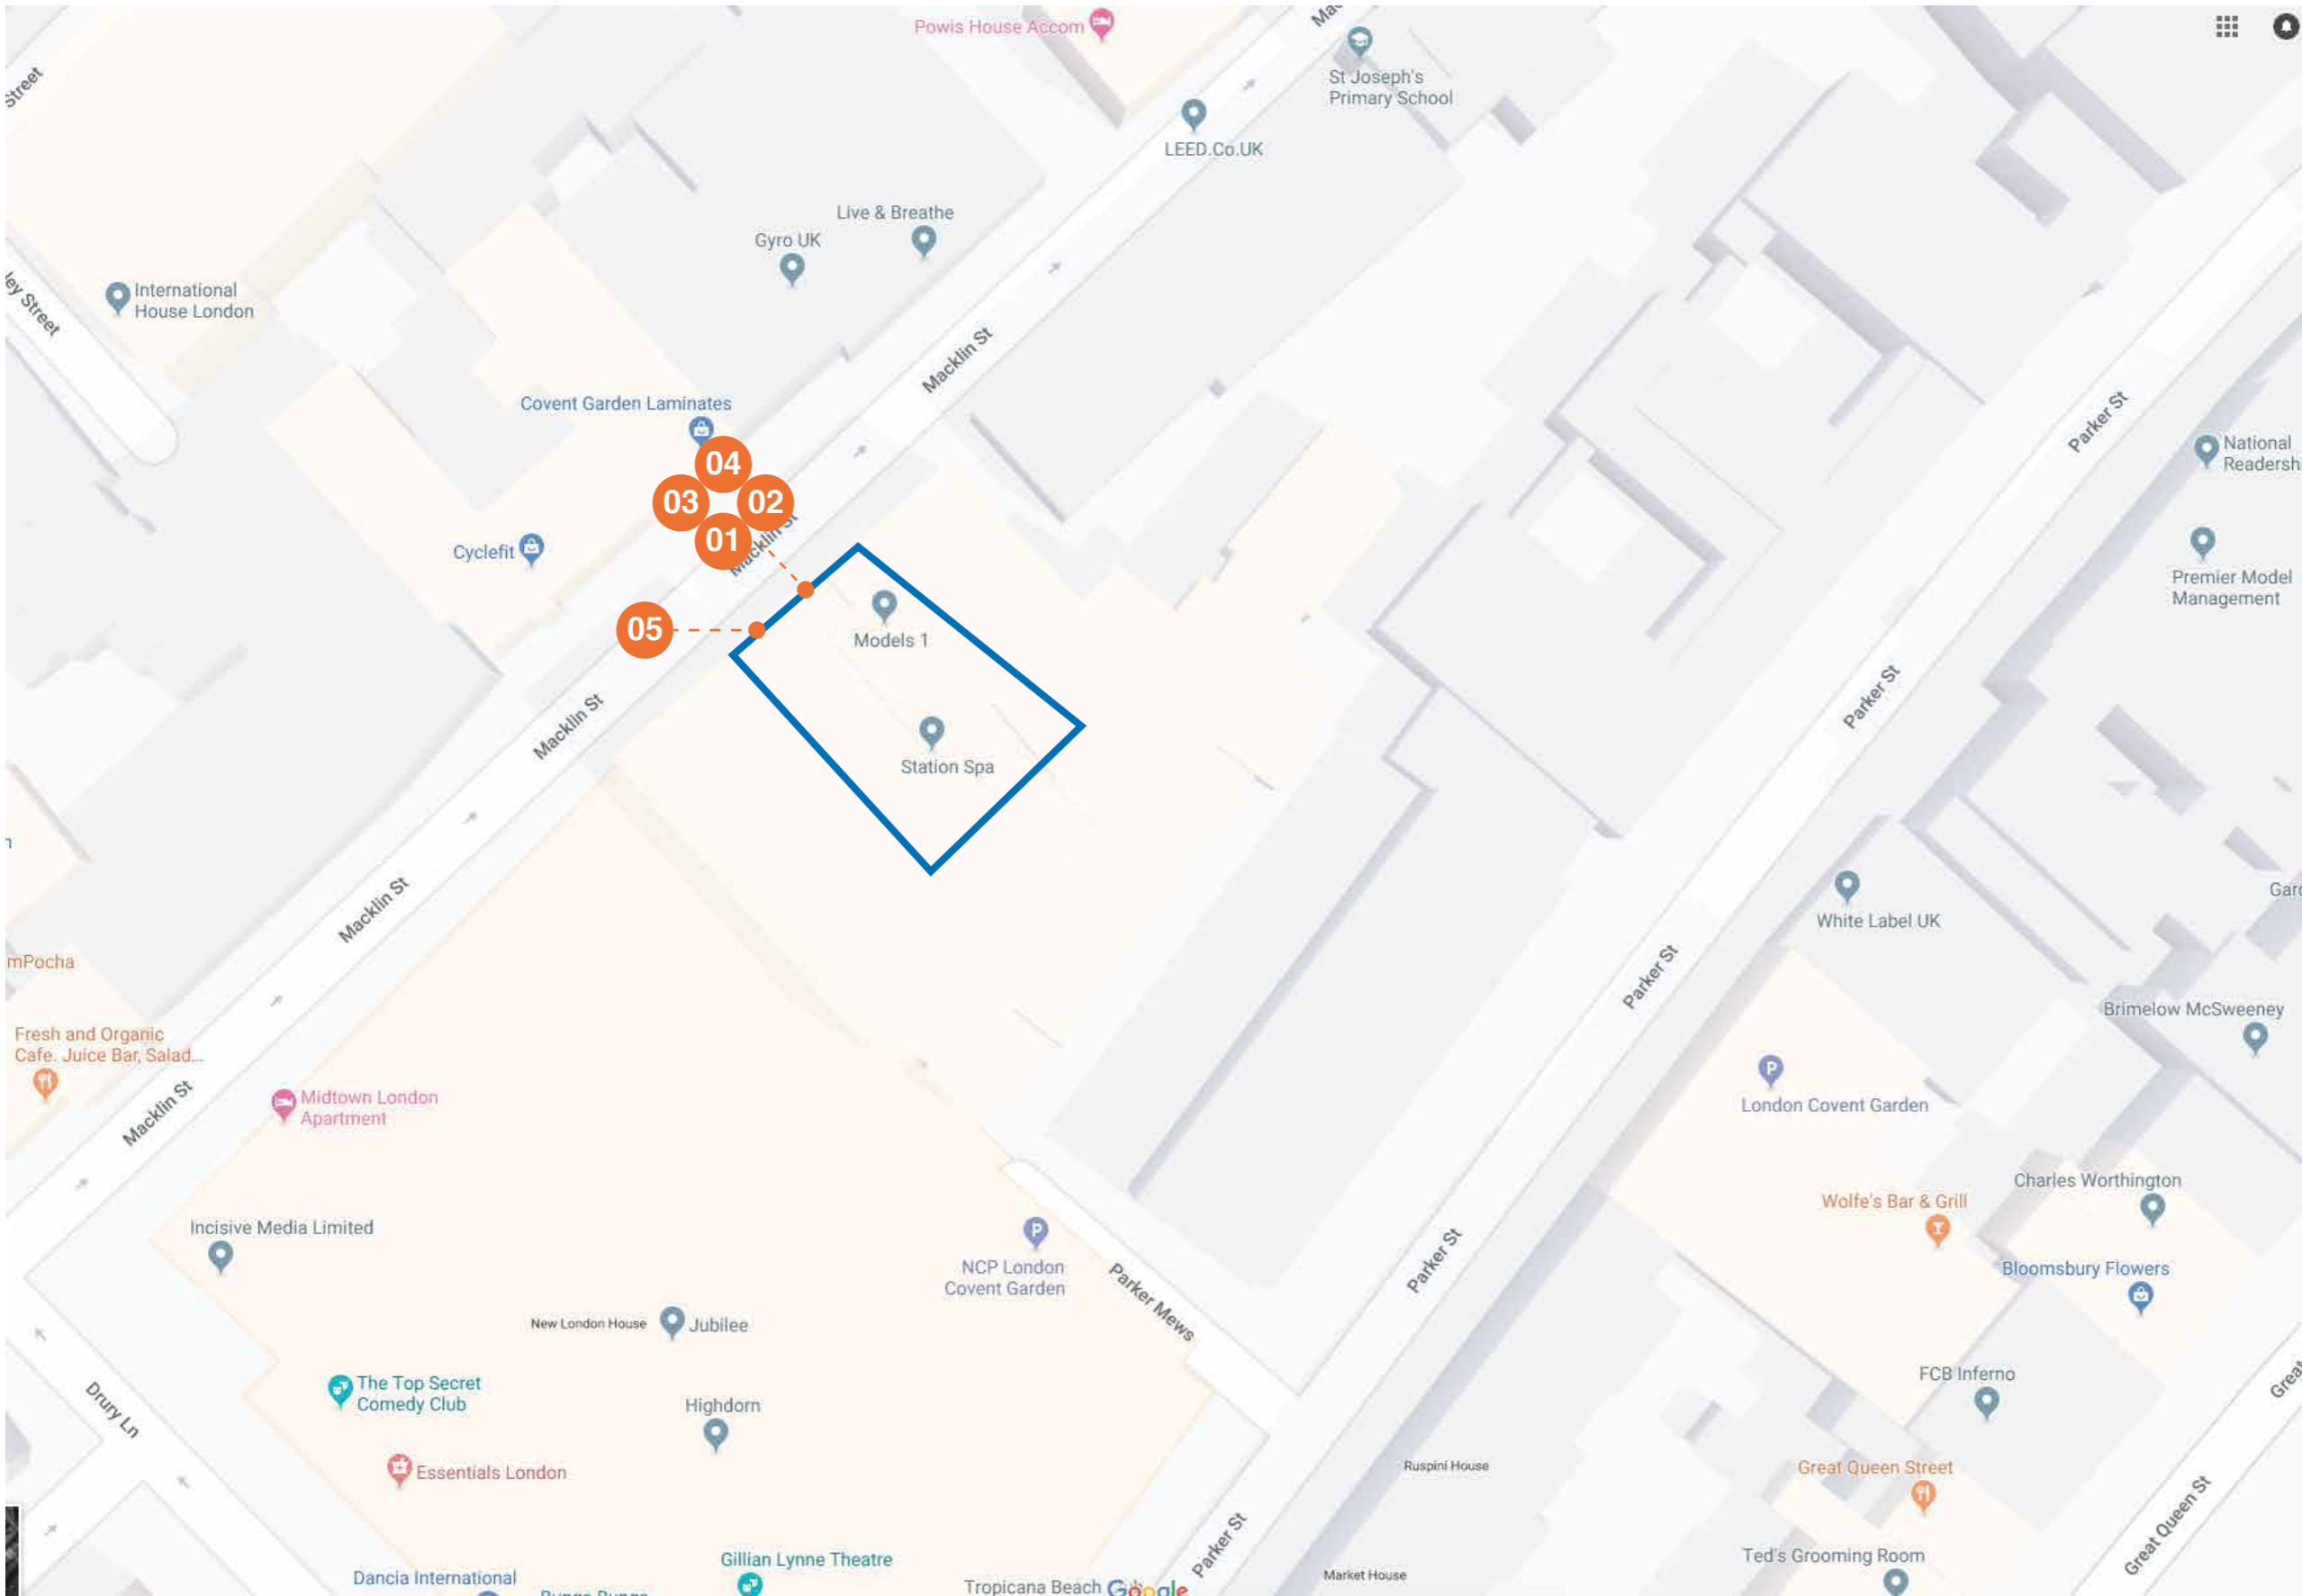 Powis House Accom
St Joseph's
Primary School
LEED.Co.UK
Street
Live & Breathe
Gyro UK
International
House London
ley Street
Macklin St
Covent Garden Laminates
Parker St
National
04
03
02
01
Macklin St
Cyclefit
Premier Model
Management
05
Models 1
Macklin St
Parker St
Station Spa
Macklin St
White Label UK
mPocha
Parker St
Brimelow McSweeney
Fresh and Organic
Cafe. Juice Bar, Salad...
Macklin St
Midtown London
Apartment
P
London Covent Garden
Charles Worthington
Wolfe's Bar & Grill
Incisive Media Limited
P
NCP London
Covent Garden
Parker Mews
Parker St
Bloomsbury Flowers
New London House
Jubilee
The Top Secret
Comedy Club
Drury Ln
Highdorn
FCB Inferno
Great
Essentials London
Ruspini House
Great Queen Street
Great Queen St
Parker St
Gillian Lynne Theatre
Dancia International
Tropicana Beach
Google
Market House
Ted's Grooming Room